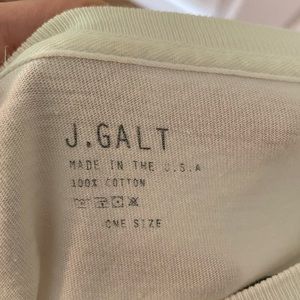 J.GALT
MADE IN THE U.S.A
100% COTTON
ONE SIZE